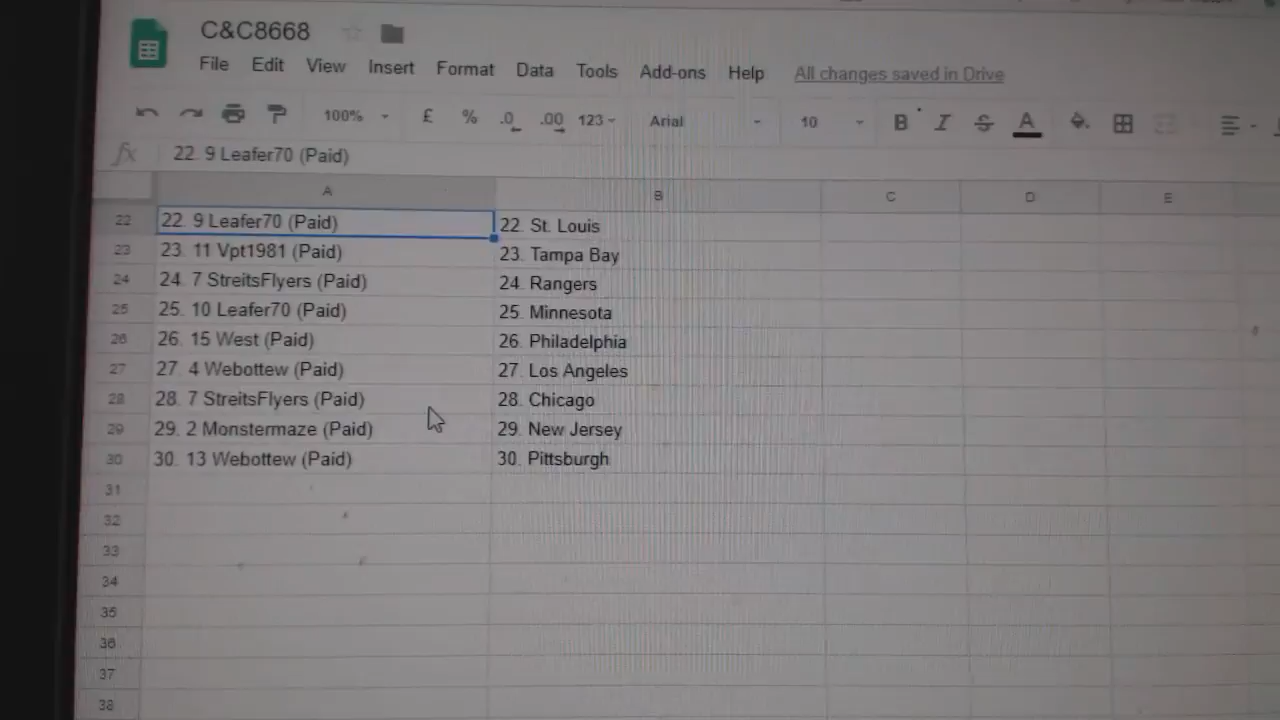 C&C8668
File Edit View Insert Format Data Tools Add-ons Help All changes saved in Drive
100% £ % .0 .00 123 Arial 10 B I S A
fx 22. 9 Leafer70 (Paid)
A B C D E
22 22. 9 Leafer70 (Paid) 22. St. Louis
23 23. 11 Vpt1981 (Paid) 23. Tampa Bay
24 24. 7 StreitsFlyers (Paid) 24. Rangers
25 25. 10 Leafer70 (Paid) 25. Minnesota
26 26. 15 West (Paid) 26. Philadelphia
27 27. 4 Webottew (Paid) 27. Los Angeles
28 28. 7 StreitsFlyers (Paid) 28. Chicago
29 29. 2 Monstermaze (Paid) 29. New Jersey
30 30. 13 Webottew (Paid) 30. Pittsburgh
31
32
33
34
35
36
37
38